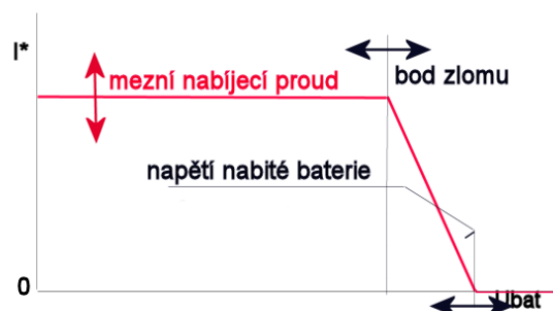 I*
mezní nabíjecí proud
bod zlomu
napětí nabité baterie
0
Ubat